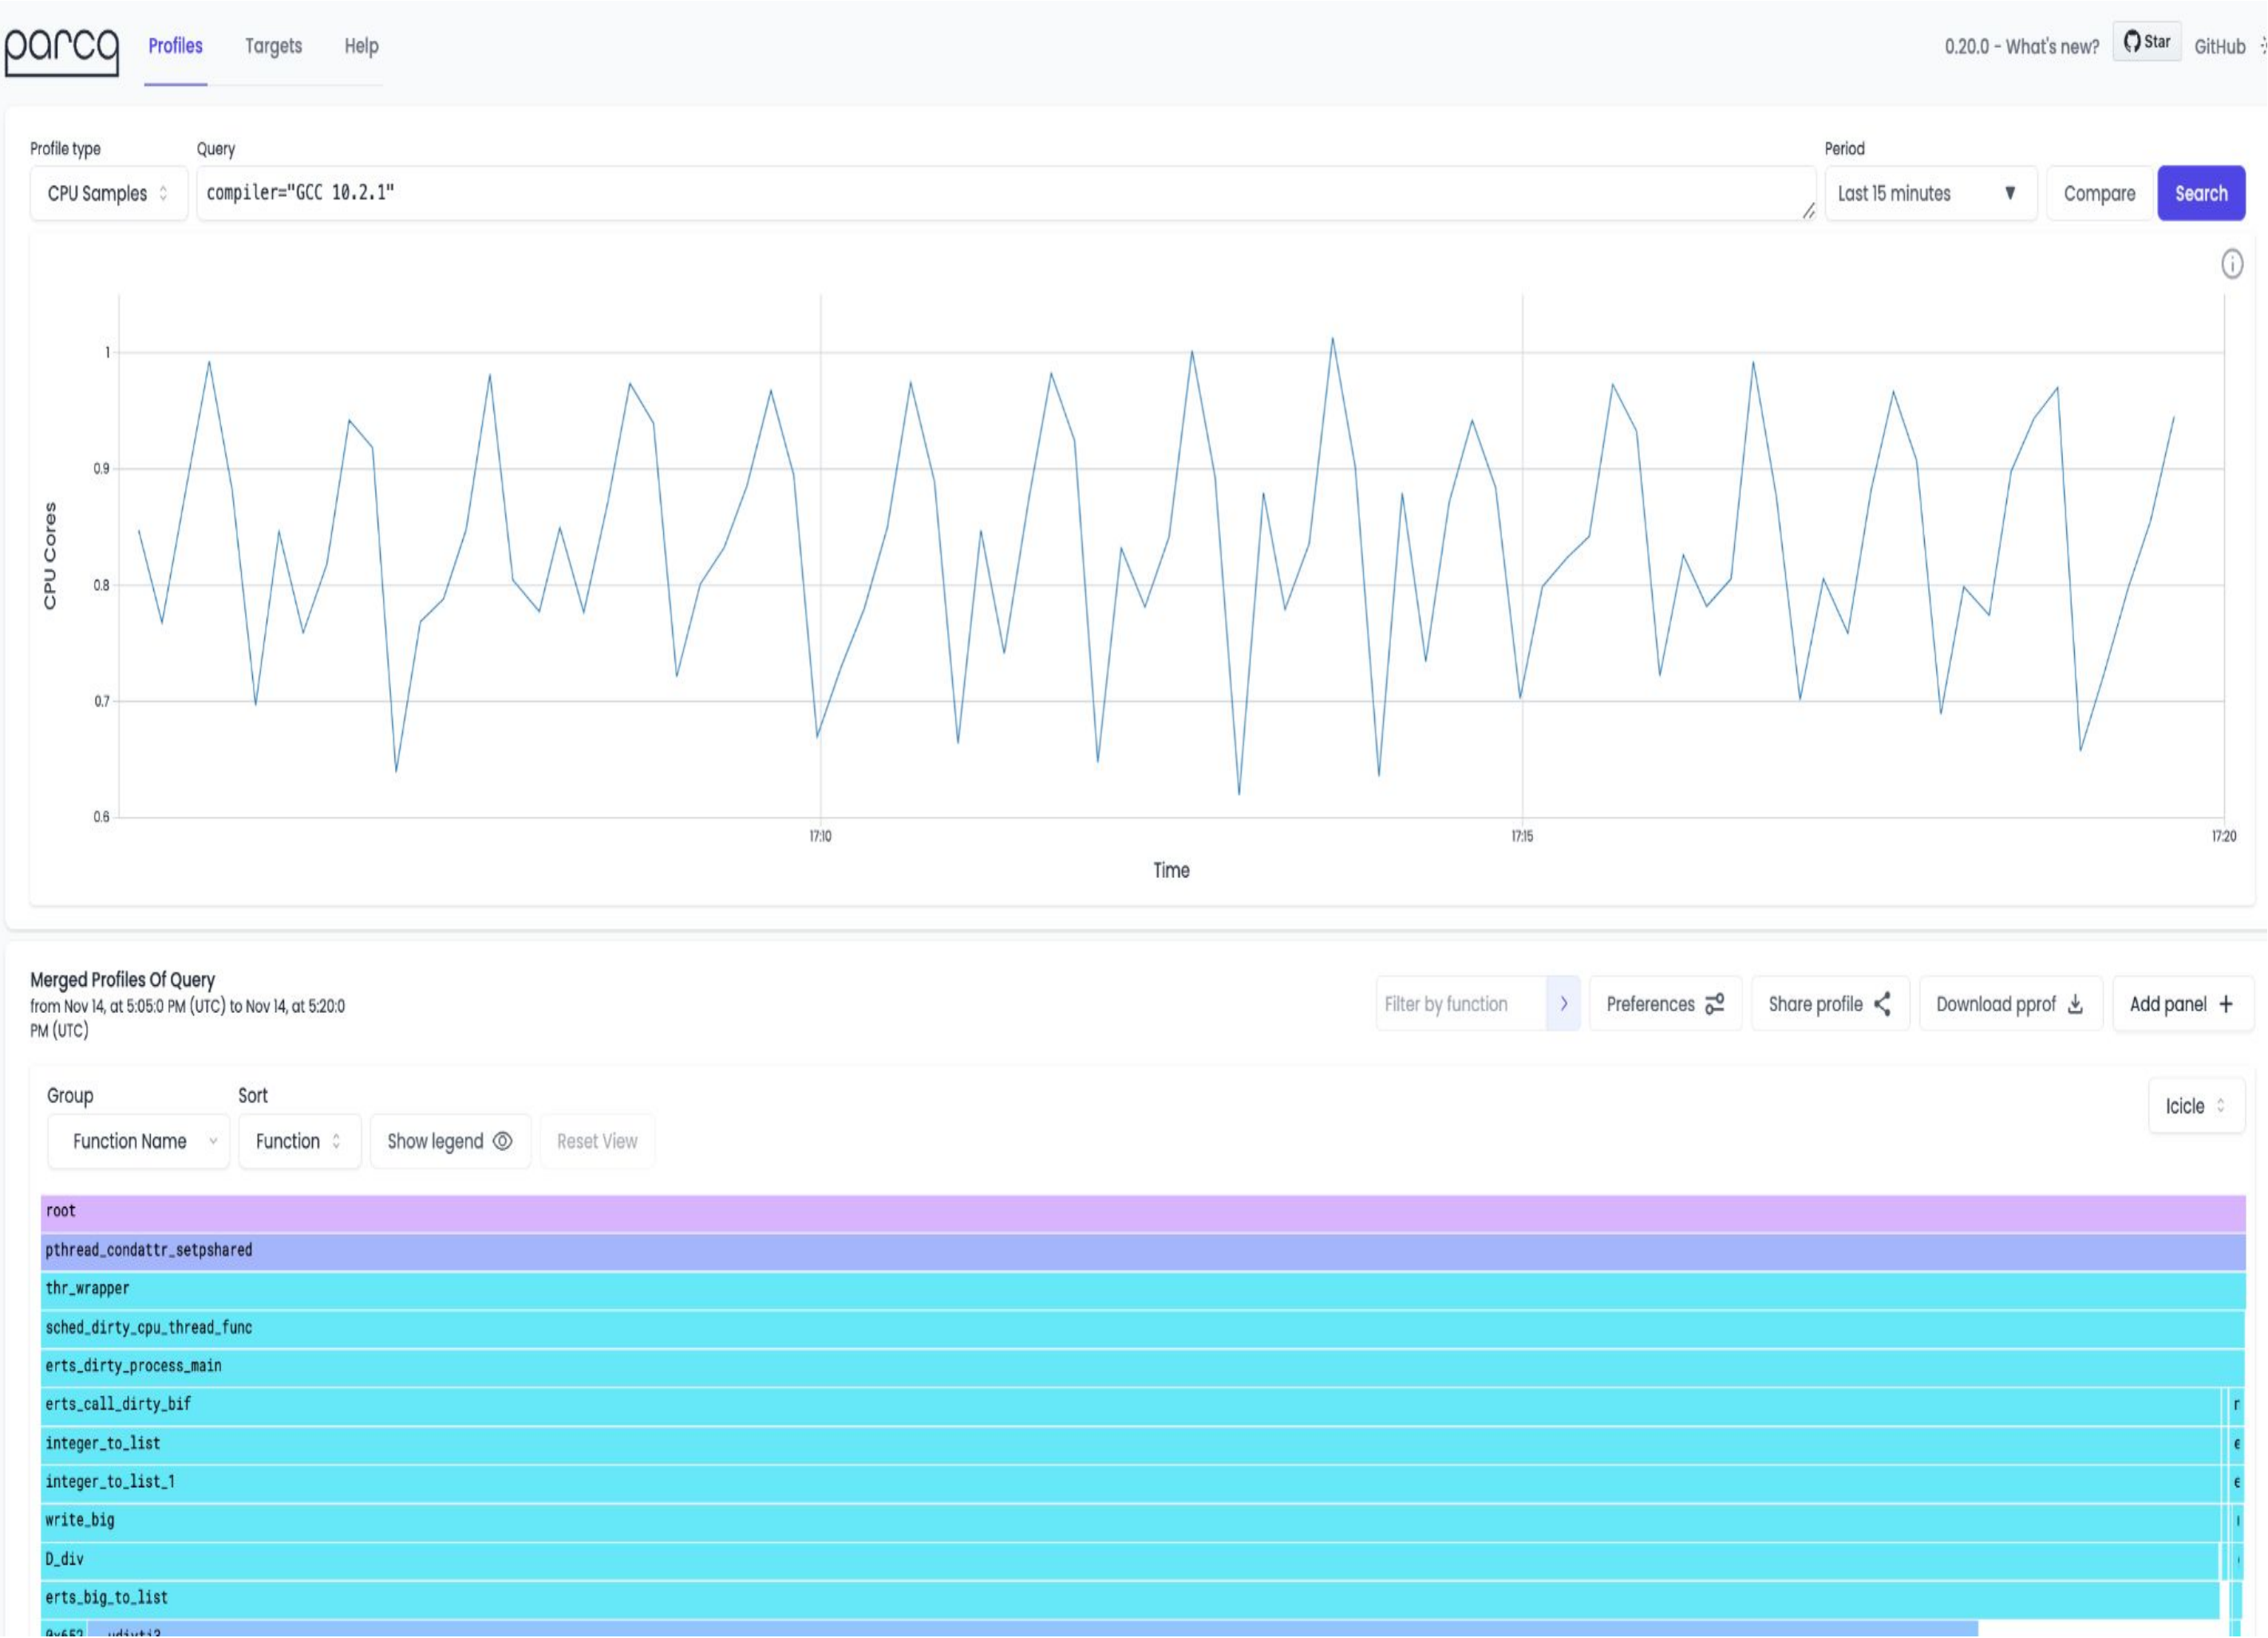 parca Profiles Targets Help 0.20.0 - What's new? Star GitHub
Profile type Query Period
CPU Samples compiler="GCC 10.2.1" Last 15 minutes Compare Search
1
0.9
CPU Cores
0.8
0.7
0.6
17:10 17:15 17:20
Time
Merged Profiles Of Query
from Nov 14, at 5:05:0 PM (UTC) to Nov 14, at 5:20:0
PM (UTC)
Filter by function Preferences Share profile Download pprof Add panel +
Group Sort Icicle
Function Name Function Show legend Reset View
root
pthread_condattr_setpshared
thr_wrapper
sched_dirty_cpu_thread_func
erts_dirty_process_main
erts_call_dirty_bif r
integer_to_list e
integer_to_list_1 e
write_big
D_div
erts_big_to_list